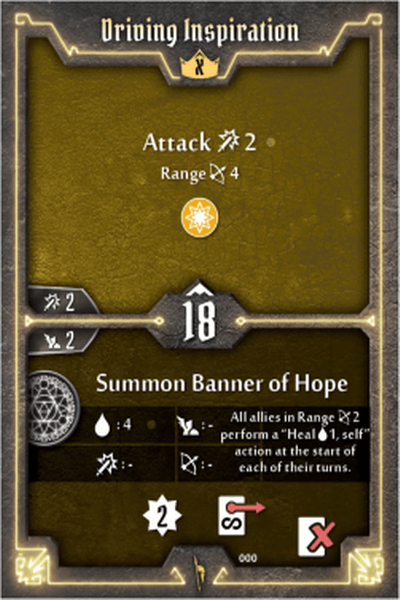 Driving Inspiration
X
Attack 2
Range 4
2
18
2
Summon Banner of Hope
: 4
: -
All allies in Range 2
perform a "Heal 1, self"
action at the start of
each of their turns.
: -
: -
2
000